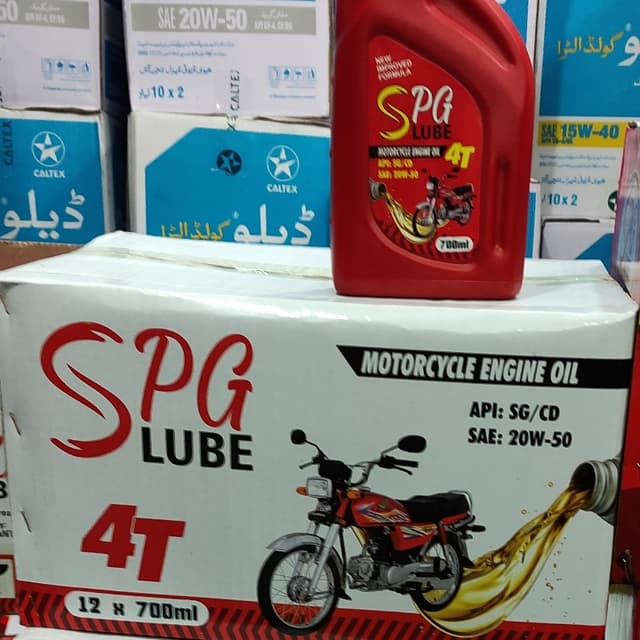 SAE 20W-50
10 x 2
CALTEX
CALTEX
CALTEX
CALTEX
ڈیلو
گولڈ الٹرا
گولڈ الٹرا
SAE 15W-40
10 x 2
NEW
IMPROVED
FORMULA
SPG
LUBE
MOTORCYCLE ENGINE OIL
4T
API: SG/CD
SAE: 20W-50
700ml
SPG
LUBE
MOTORCYCLE ENGINE OIL
API: SG/CD
SAE: 20W-50
4T
12 x 700ml